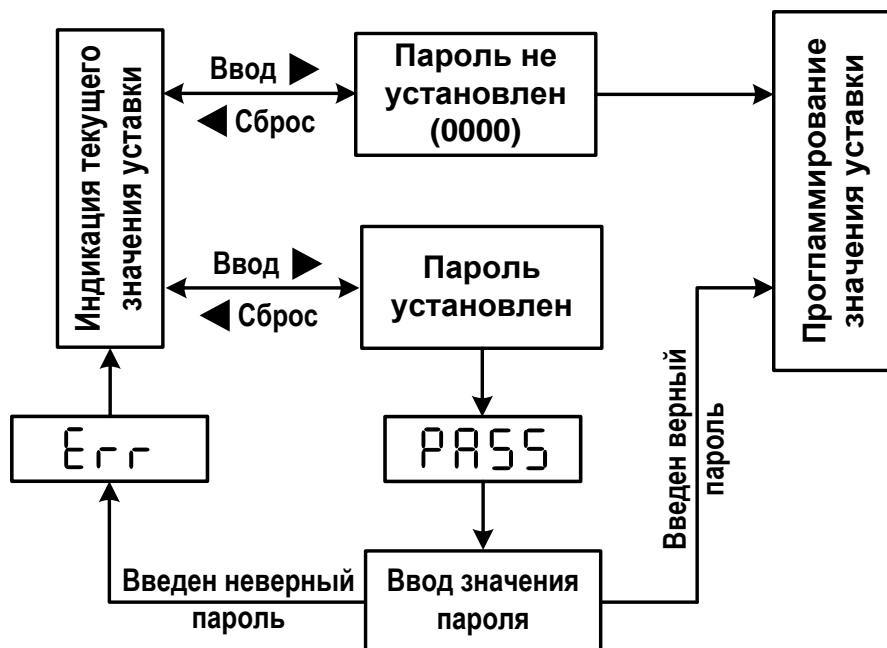 Индикация текущего
значения уставки
Ввод
Сброс
Пароль не
установлен
(0000)
Прогпаммирование
значения уставки
Ввод
Сброс
Пароль
установлен
Err
PASS
Введен верный
пароль
Введен неверный
пароль
Ввод значения
пароля